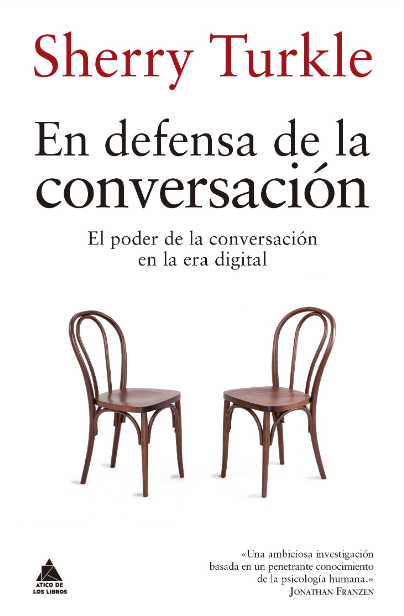 Sherry Turkle
En defensa de la
conversación
El poder de la conversación
en la era digital
«Una ambiciosa investigación
basada en un penetrante conocimiento
de la psicología humana.»
JONATHAN FRANZEN
ATICO DE
LOS LIBROS